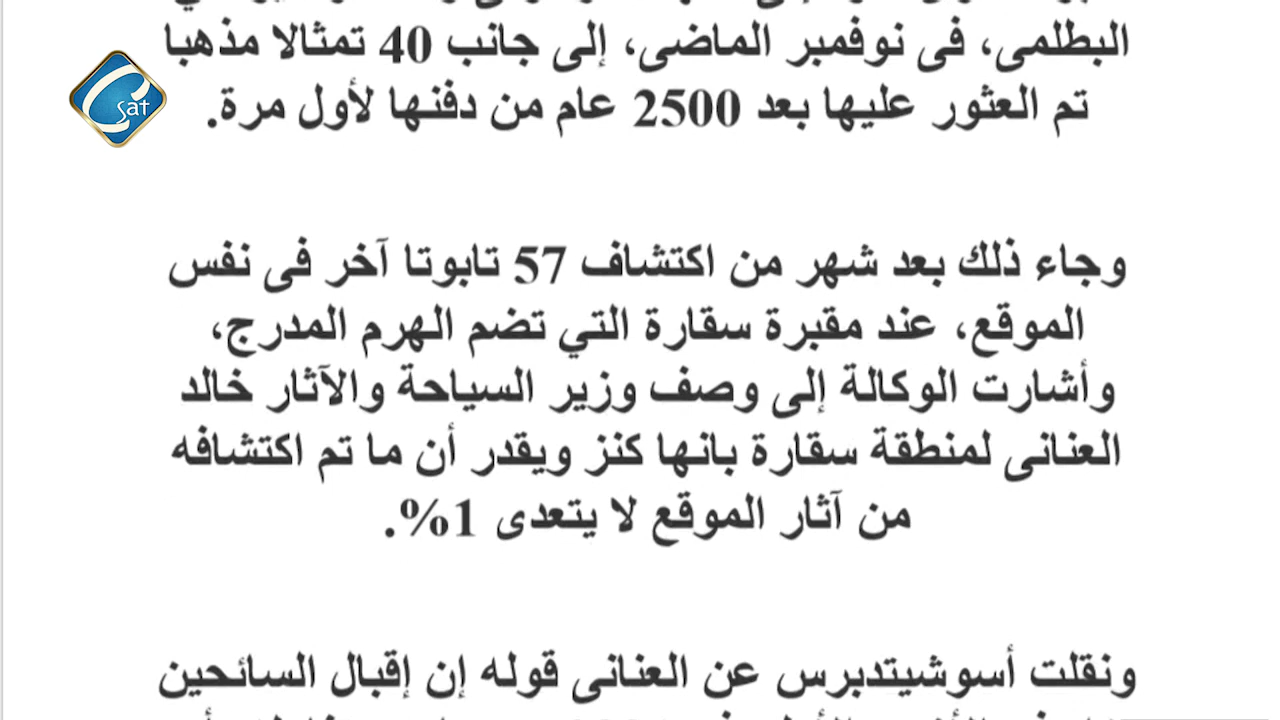 البطلمى، فى نوفمبر الماضى، إلى جانب 40 تمثالا مذهبا
تم العثور عليها بعد 2500 عام من دفنها لأول مرة.
C sat
وجاء ذلك بعد شهر من اكتشاف 57 تابوتا آخر فى نفس
الموقع، عند مقبرة سقارة التي تضم الهرم المدرج،
وأشارت الوكالة إلى وصف وزير السياحة والآثار خالد
العنانى لمنطقة سقارة بانها كنز ويقدر أن ما تم اكتشافه
من آثار الموقع لا يتعدى 1%.
ونقلت أسوشيتدبرس عن العنانى قوله إن إقبال السائحين